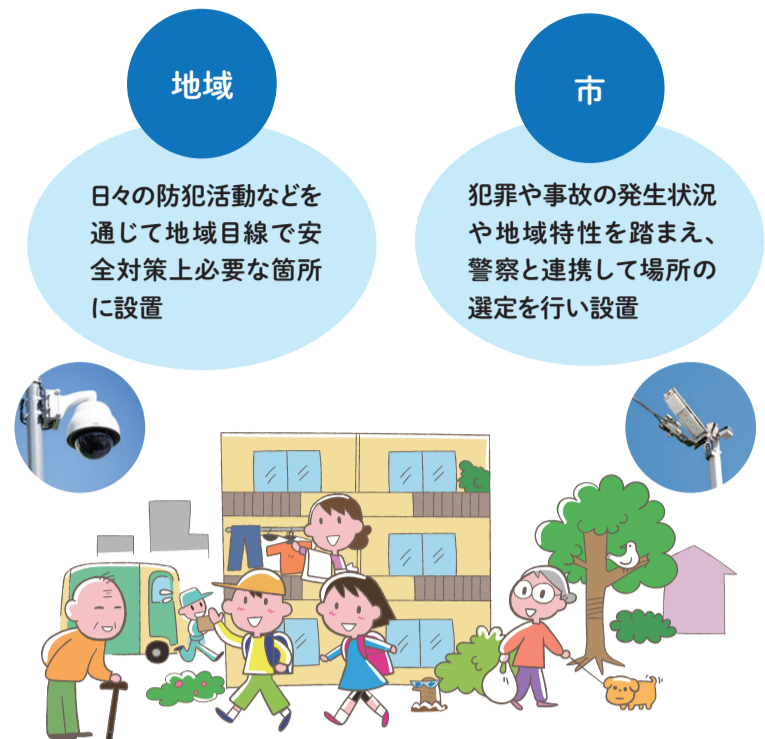 地域
日々の防犯活動などを
通じて地域目線で安
全対策上必要な箇所
に設置
市
犯罪や事故の発生状況
や地域特性を踏まえ、
警察と連携して場所の
選定を行い設置